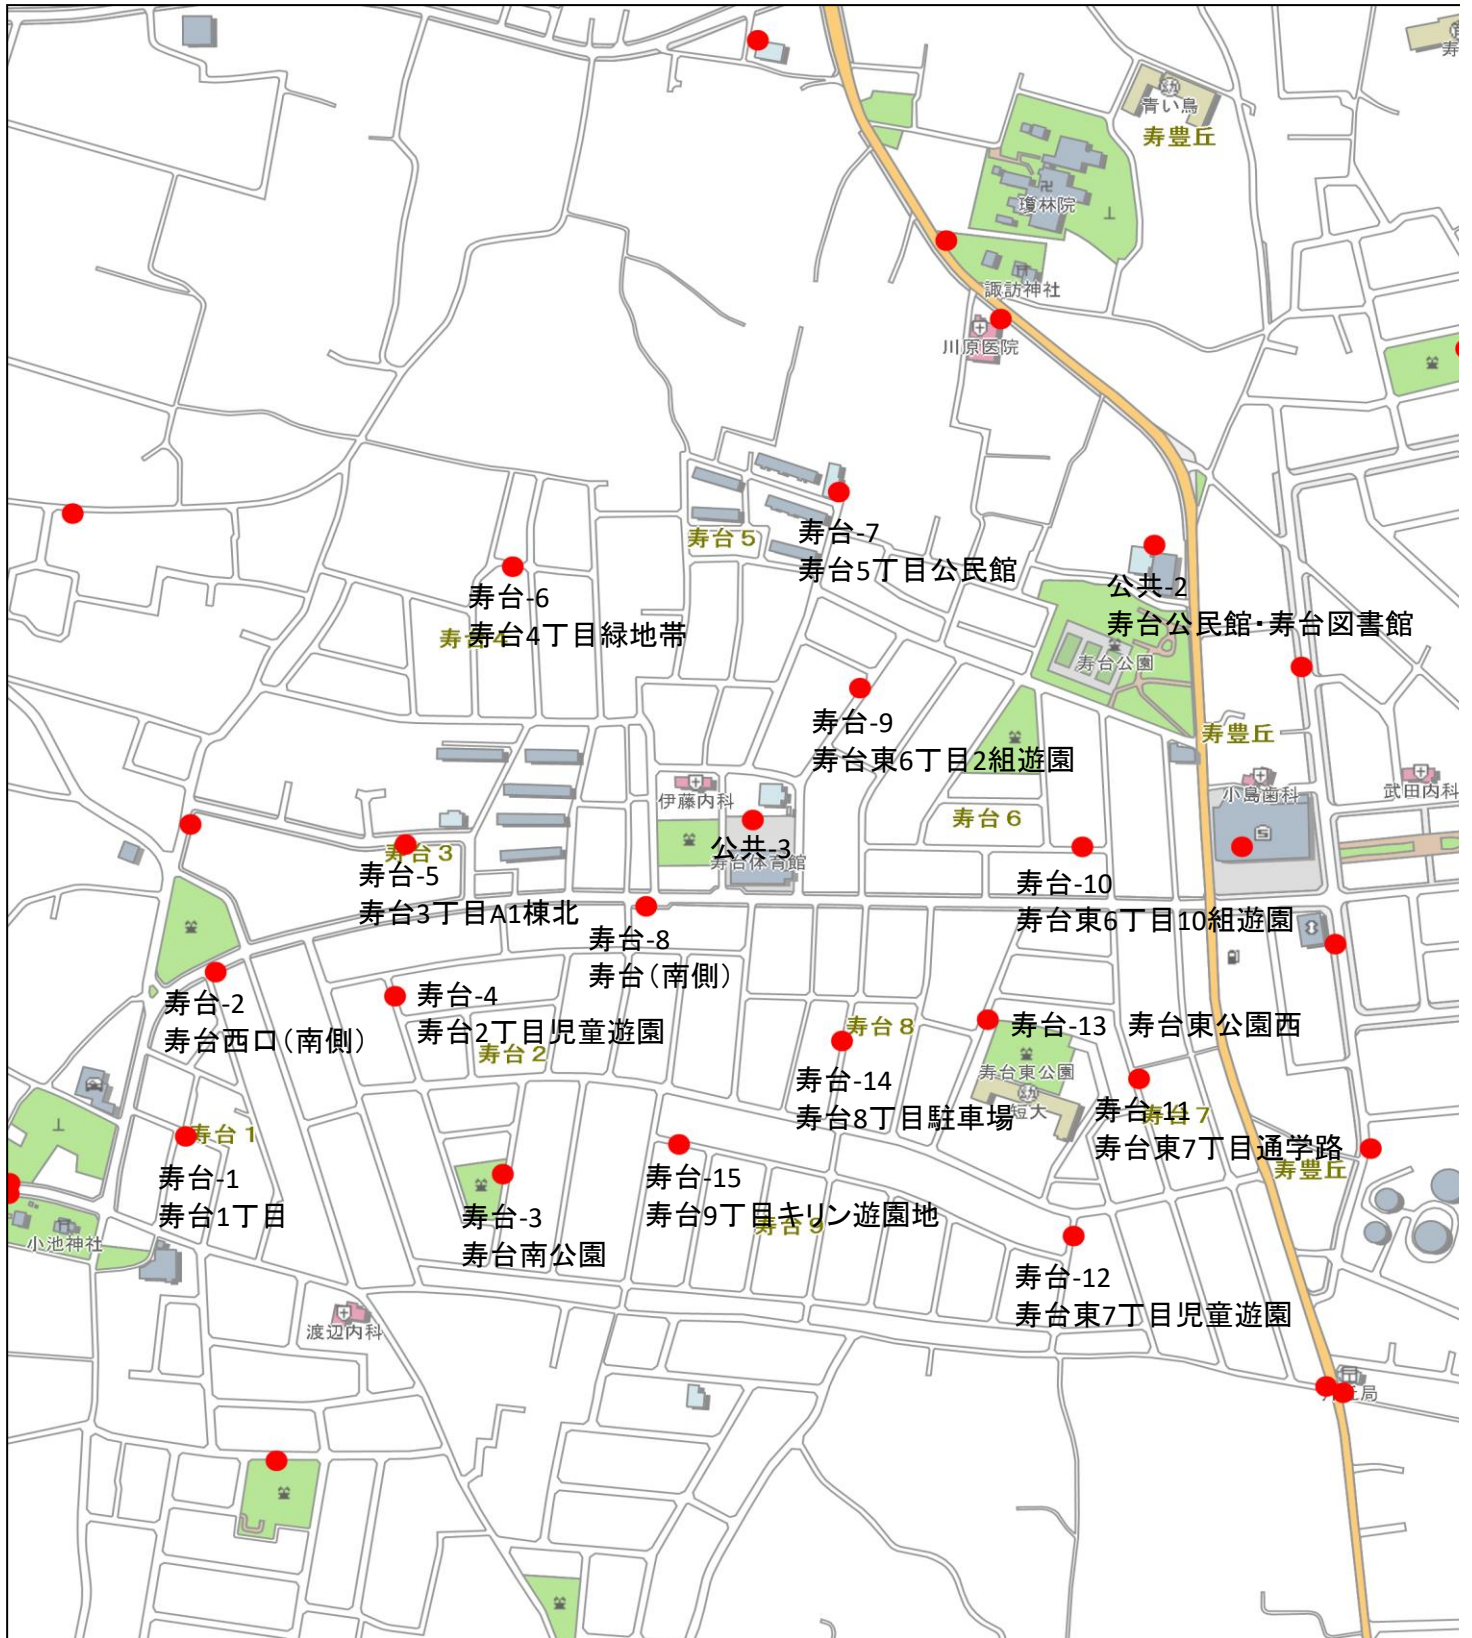 青い鳥
寿豊丘
瓊林院
諏訪神社
川原医院
寿台5
寿台-7
寿台5丁目公民館
寿台-6
寿台4丁目緑地帯
公共-2
寿台公民館・寿台図書館
寿台公園
寿台-9
寿台東6丁目2組遊園
寿豊丘
小島歯科
武田内科
伊藤内科
寿台6
公共-3
寿台体育館
寿台3
寿台-5
寿台3丁目A1棟北
寿台-10
寿台東6丁目10組遊園
寿台-8
寿台（南側）
寿台-2
寿台西口（南側）
寿台-4
寿台2丁目児童遊園
寿台2
寿台8
寿台-13　寿台東公園西
寿台東公園
短大
寿台-14
寿台8丁目駐車場
寿台-11
寿台7
寿台東7丁目通学路
寿豊丘
寿台1
寿台-1
寿台1丁目
寿台-3
寿台南公園
寿台-15
寿台9丁目キリン遊園地
寿台9
小池神社
寿台-12
寿台東7丁目児童遊園
渡辺内科